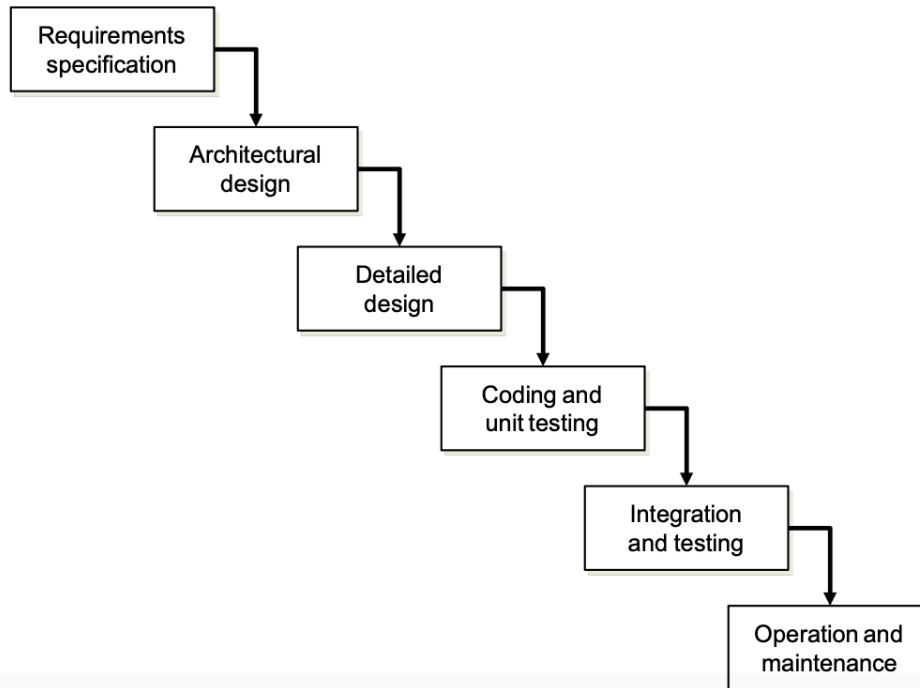 Requirements
specification
Architectural
design
Detailed
design
Coding and
unit testing
Integration
and testing
Operation and
maintenance